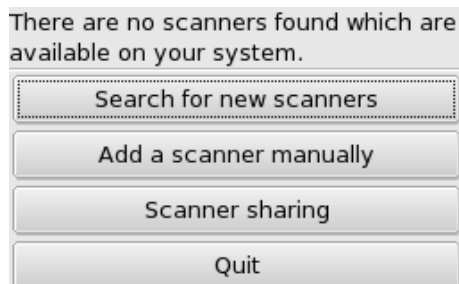 There are no scanners found which are
available on your system.
Search for new scanners
Add a scanner manually
Scanner sharing
Quit